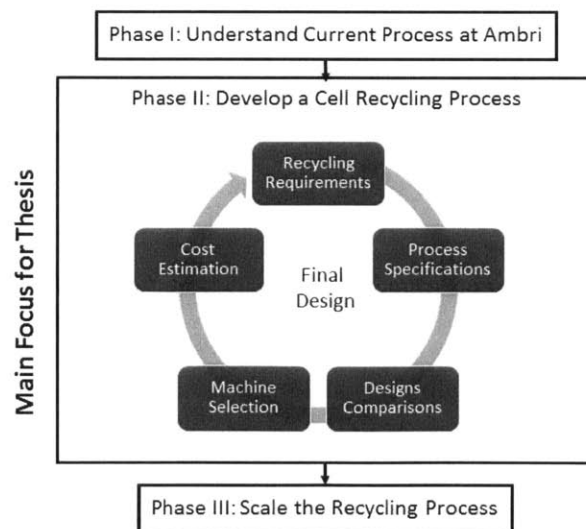 Phase I: Understand Current Process at Ambri
Phase II: Develop a Cell Recycling Process
Main Focus for Thesis
Recycling
Requirements
Process
Specifications
Designs
Comparisons
Machine
Selection
Cost
Estimation
Final
Design
Phase III: Scale the Recycling Process